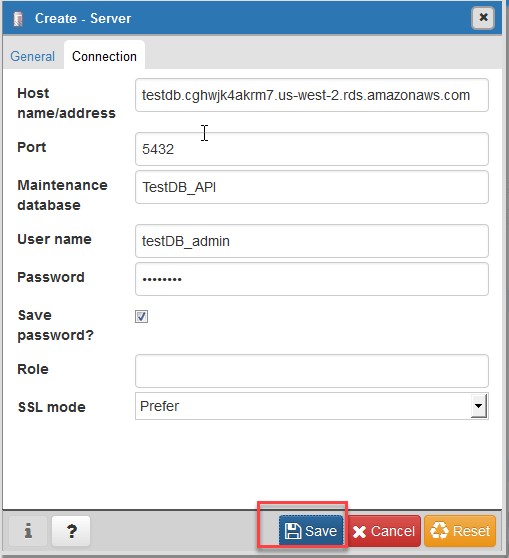 Create - Server
General
Connection
Host
name/address
testdb.cghwjk4akrm7.us-west-2.rds.amazonaws.com
Port
5432
Maintenance
database
TestDB_API
User name
testDB_admin
Password
••••••••
Save
password?
Role
SSL mode
Prefer
i
?
Save
Cancel
Reset